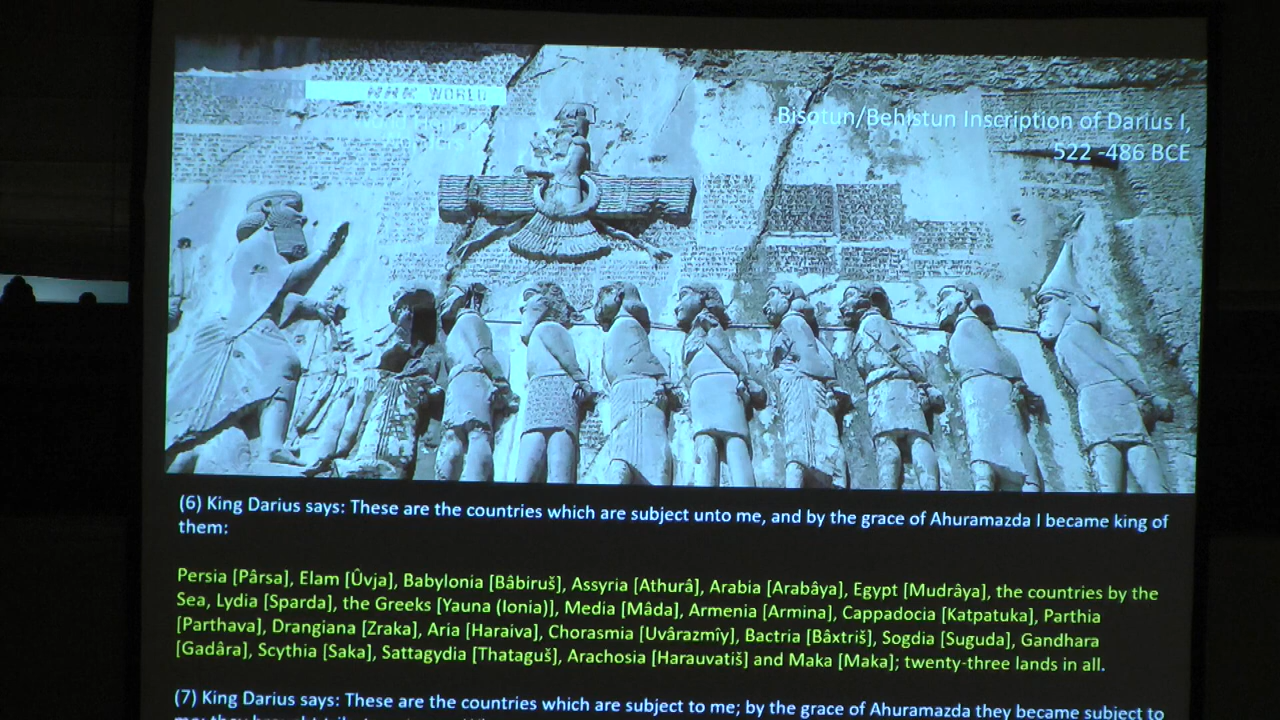 NHK WORLD
Bisotun/Behistun Inscription of Darius I,
522 -486 BCE
(6) King Darius says: These are the countries which are subject unto me, and by the grace of Ahuramazda I became king of
them:
Persia [Pârsa], Elam [Ûvja], Babylonia [Bâbiruš], Assyria [Athurâ], Arabia [Arabâya], Egypt [Mudrâya], the countries by the
Sea, Lydia [Sparda], the Greeks [Yauna (Ionia)], Media [Mâda], Armenia [Armina], Cappadocia [Katpatuka], Parthia
[Parthava], Drangiana [Zraka], Aria [Haraiva], Chorasmia [Uvârazmîy], Bactria [Bâxtriš], Sogdia [Suguda], Gandhara
[Gadâra], Scythia [Saka], Sattagydia [Thataguš], Arachosia [Harauvatiš] and Maka [Maka]; twenty-three lands in all.
(7) King Darius says: These are the countries which are subject to me; by the grace of Ahuramazda they became subject to